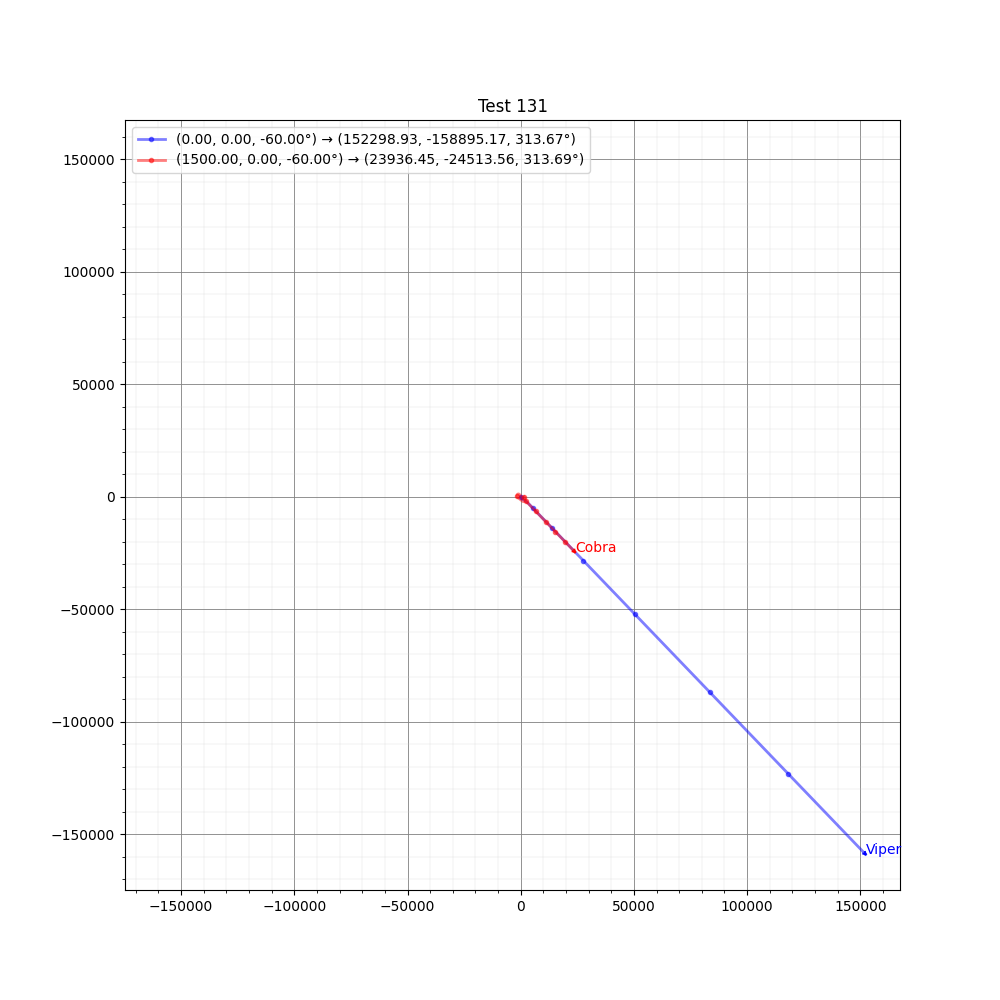 Test 131
(0.00, 0.00, -60.00°) → (152298.93, -158895.17, 313.67°)
(1500.00, 0.00, -60.00°) → (23936.45, -24513.56, 313.69°)
150000
100000
50000
0
Cobra
−50000
−100000
−150000
Viper
−150000 −100000 −50000 0 50000 100000 150000